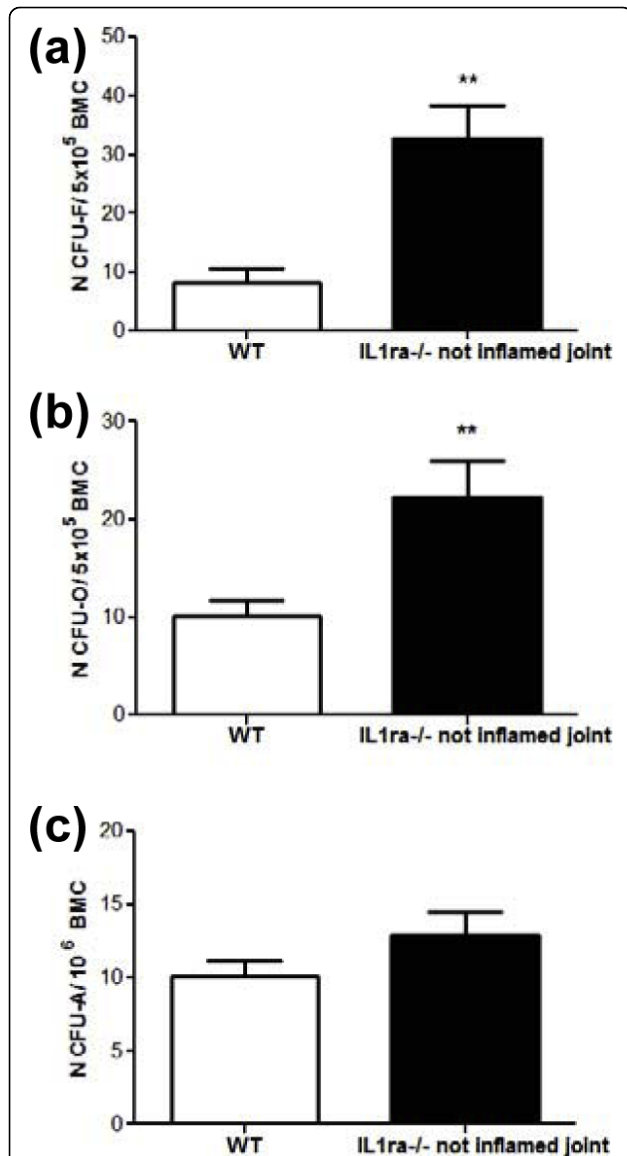 (a)
N CFU-F/ 5x10⁵ BMC
50
40
30
20
10
0
**
WT
IL1ra-/- not inflamed joint
(b)
N CFU-O/ 5x10⁵ BMC
30
20
10
0
**
WT
IL1ra-/- not inflamed joint
(c)
N CFU-A/ 10⁶ BMC
20
15
10
5
0
WT
IL1ra-/- not inflamed joint